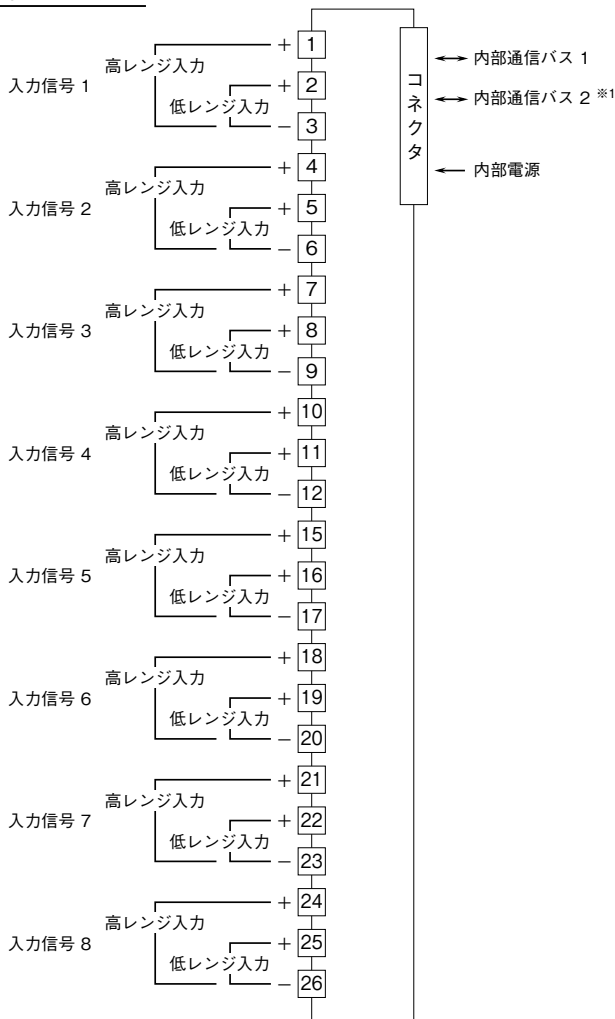 + 1
高レンジ入力
入力信号 1
+ 2
低レンジ入力
− 3
+ 4
高レンジ入力
入力信号 2
+ 5
低レンジ入力
− 6
+ 7
高レンジ入力
入力信号 3
+ 8
低レンジ入力
− 9
+ 10
高レンジ入力
入力信号 4
+ 11
低レンジ入力
− 12
+ 15
高レンジ入力
入力信号 5
+ 16
低レンジ入力
− 17
+ 18
高レンジ入力
入力信号 6
+ 19
低レンジ入力
− 20
+ 21
高レンジ入力
入力信号 7
+ 22
低レンジ入力
− 23
+ 24
高レンジ入力
入力信号 8
+ 25
低レンジ入力
− 26
コネクタ
内部通信バス 1
内部通信バス 2 ※1
内部電源